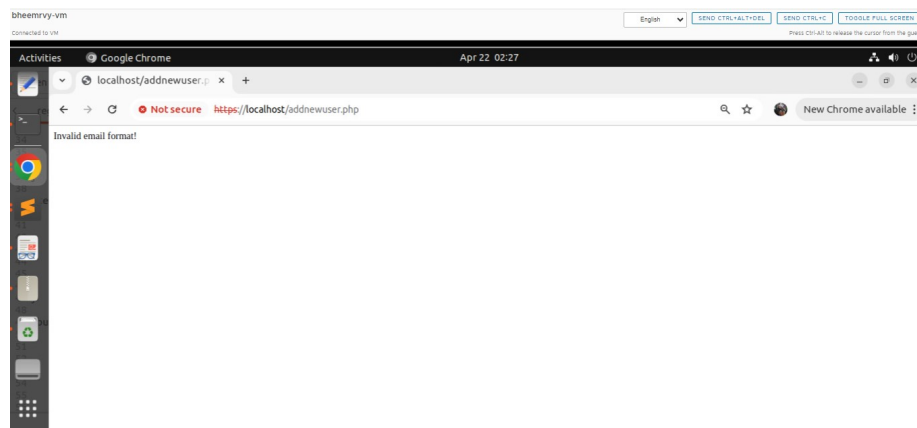 bheemrvy-vm
English
SEND CTRL+ALT+DEL
SEND CTRL+C
TOGGLE FULL SCREEN
Connected to VM
Press Ctrl-Alt to release the cursor from the gue
Activities
Google Chrome
Apr 22 02:27
localhost/addnewuser.p
Not secure
https://localhost/addnewuser.php
New Chrome available
Invalid email format!